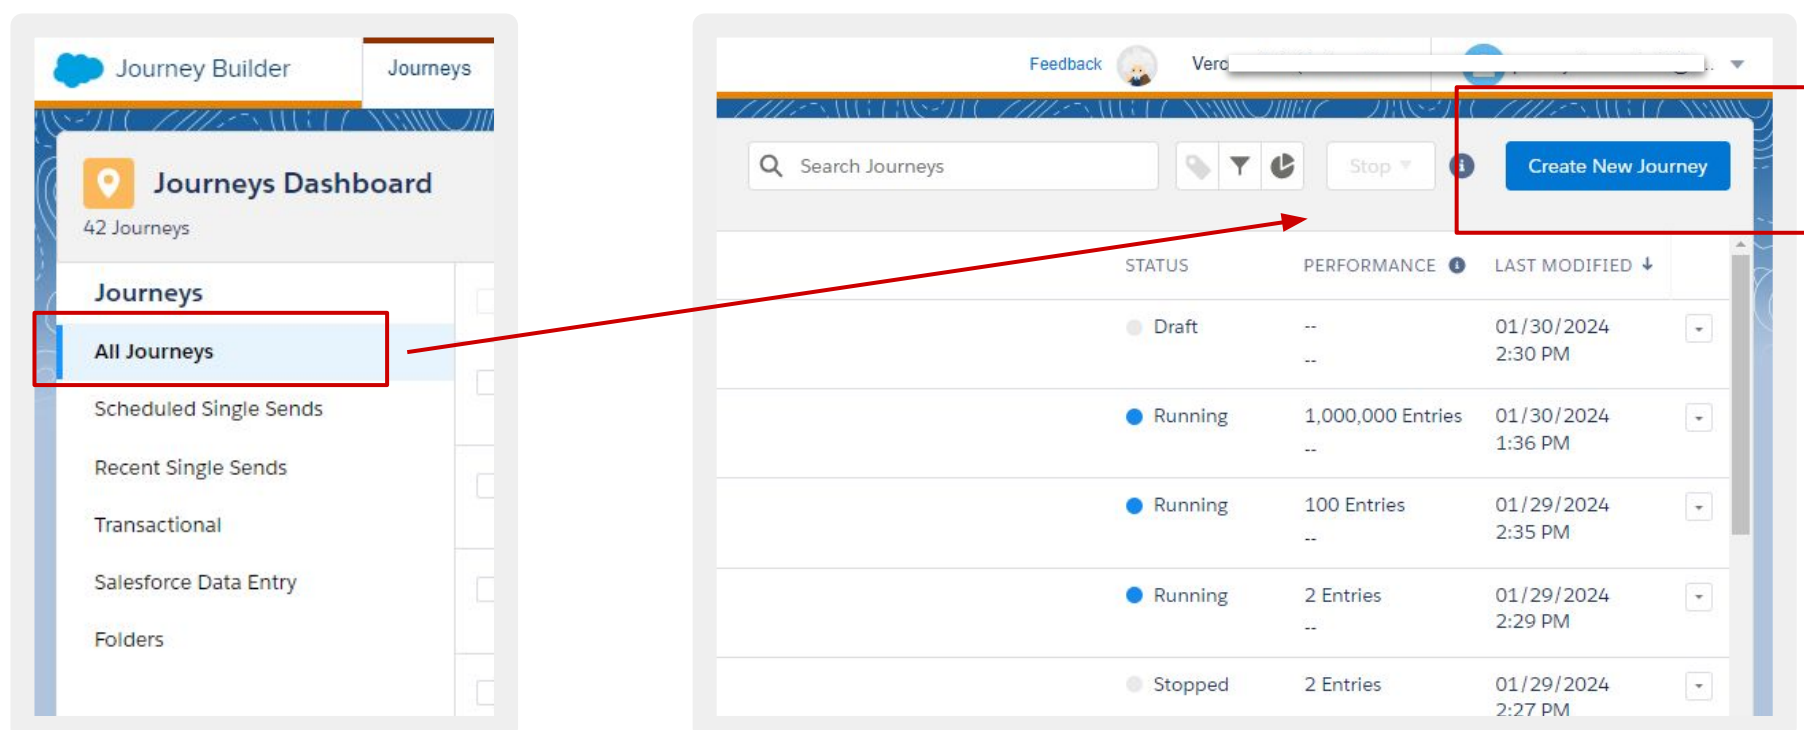 Journey Builder
Journeys
Journeys Dashboard
42 Journeys
Journeys
All Journeys
Scheduled Single Sends
Recent Single Sends
Transactional
Salesforce Data Entry
Folders
Feedback
Search Journeys
Stop
Create New Journey
STATUS PERFORMANCE LAST MODIFIED
Draft -- 01/30/2024
-- 2:30 PM
Running 1,000,000 Entries 01/30/2024
-- 1:36 PM
Running 100 Entries 01/29/2024
-- 2:35 PM
Running 2 Entries 01/29/2024
-- 2:29 PM
Stopped 2 Entries 01/29/2024
2:27 PM